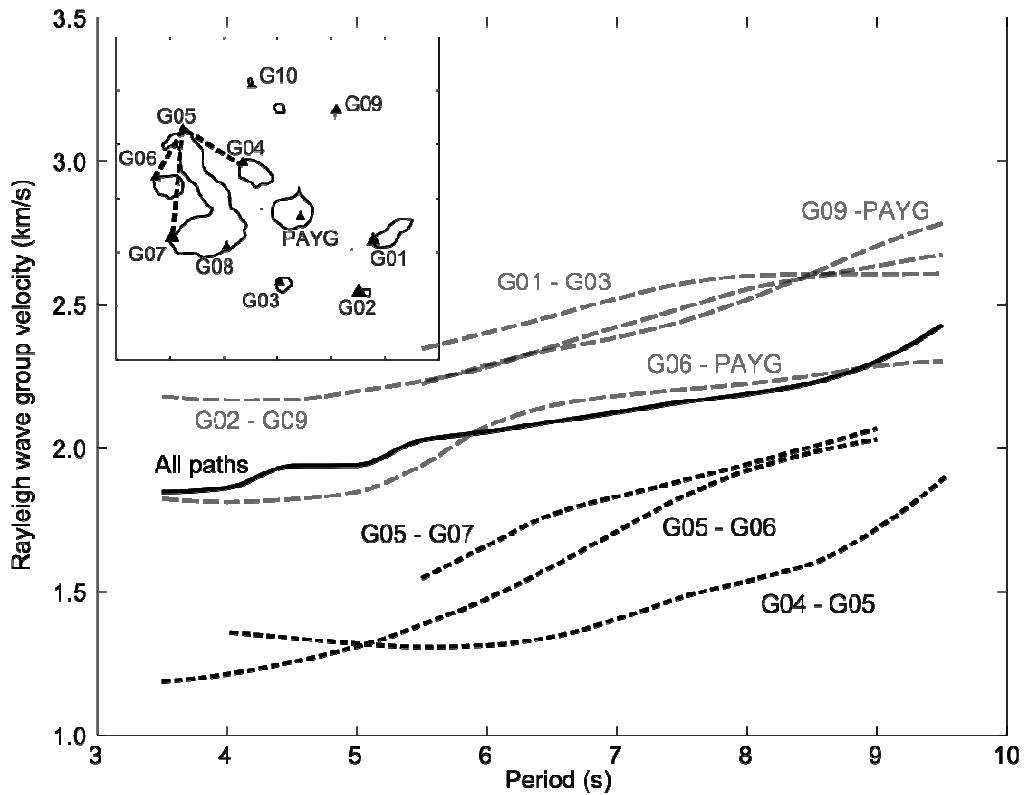 3.5
3.0
2.5
2.0
1.5
1.0
Rayleigh wave group velocity (km/s)
G10
G09
G05
G04
G06
PAYG
G07
G08
G01
G03
G02
G09 -PAYG
G01 - G03
G06 - PAYG
G02 - G09
All paths
G05 - G07
G05 - G06
G04 - G05
3 4 5 6 7 8 9 10
Period (s)